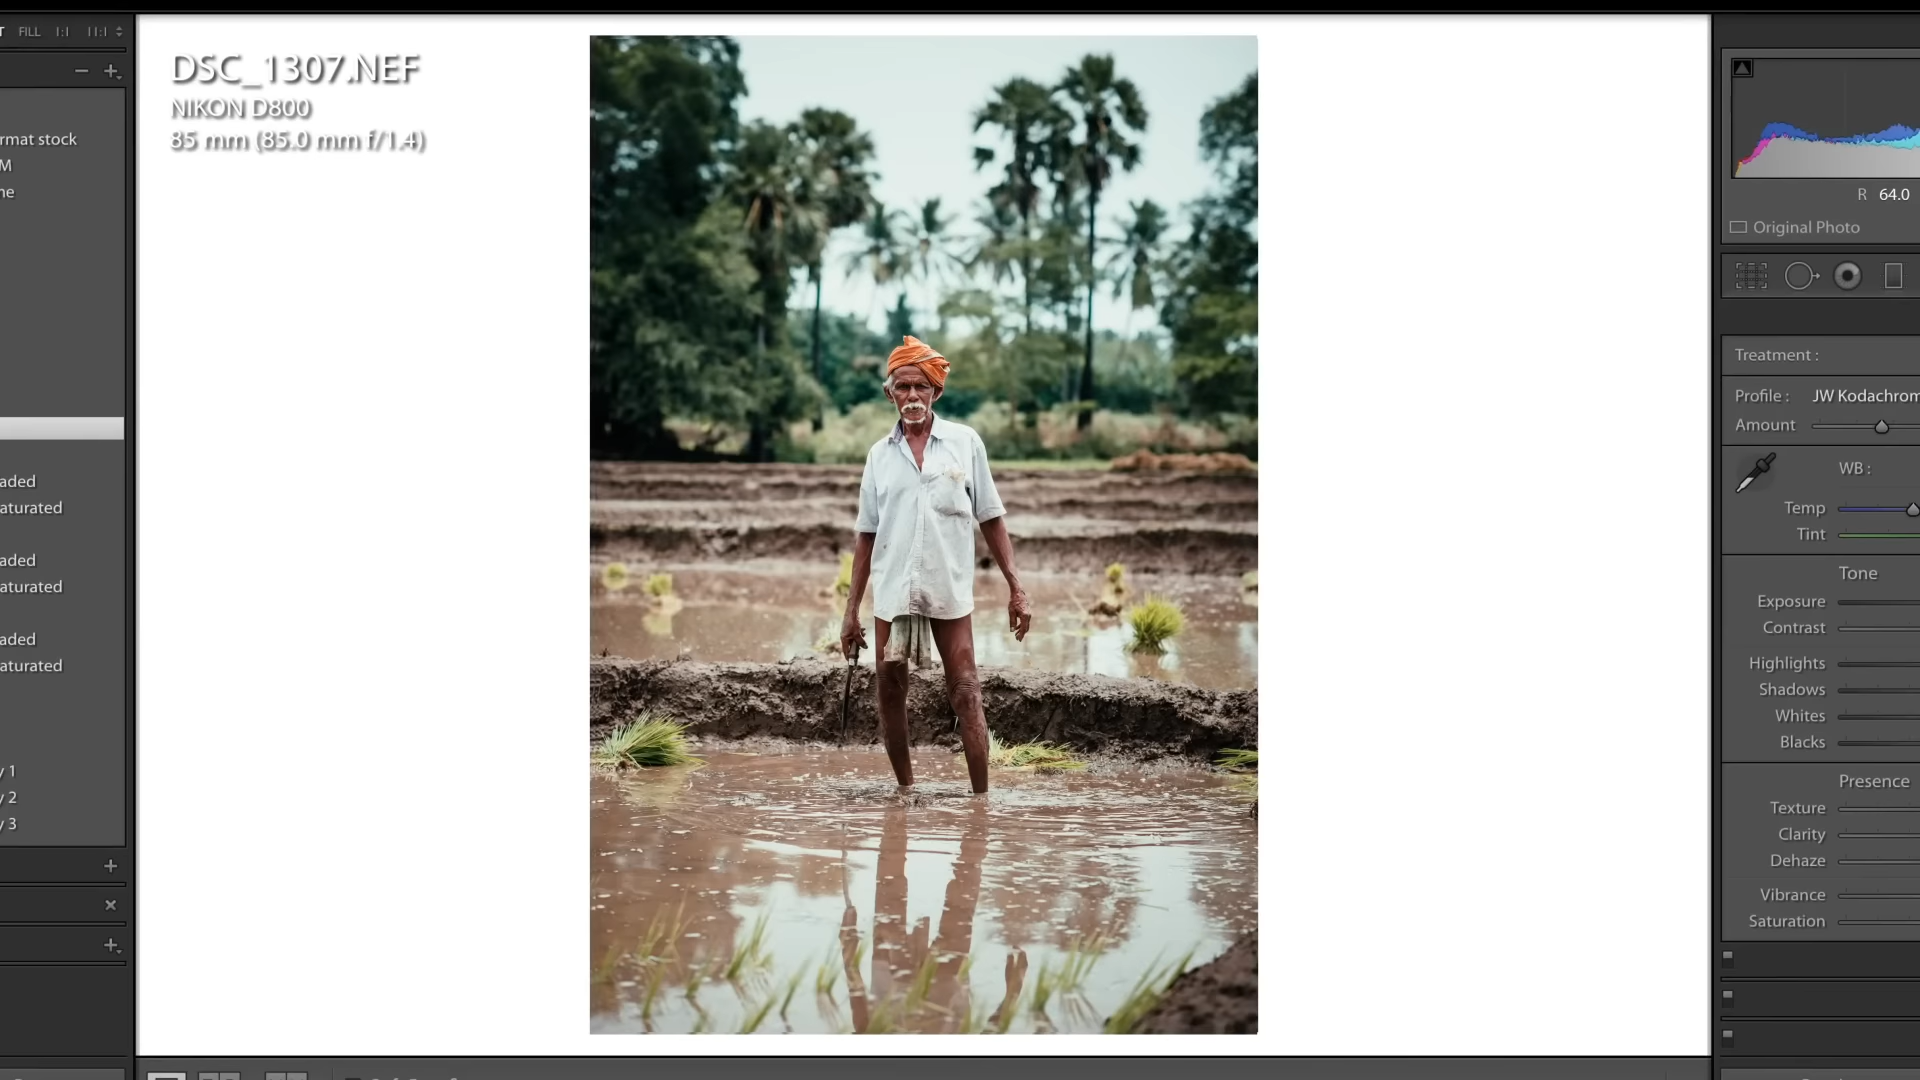 FILL 1:1 11:1
DSC_1307.NEF
NIKON D800
85 mm (85.0 mm f/1.4)
rmat stock
M
ne
aded
aturated
aded
aturated
aded
aturated
y 1
y 2
y 3
R 64.0
Original Photo
Treatment :
Profile : JW Kodachrom
Amount
WB :
Temp
Tint
Tone
Exposure
Contrast
Highlights
Shadows
Whites
Blacks
Presence
Texture
Clarity
Dehaze
Vibrance
Saturation